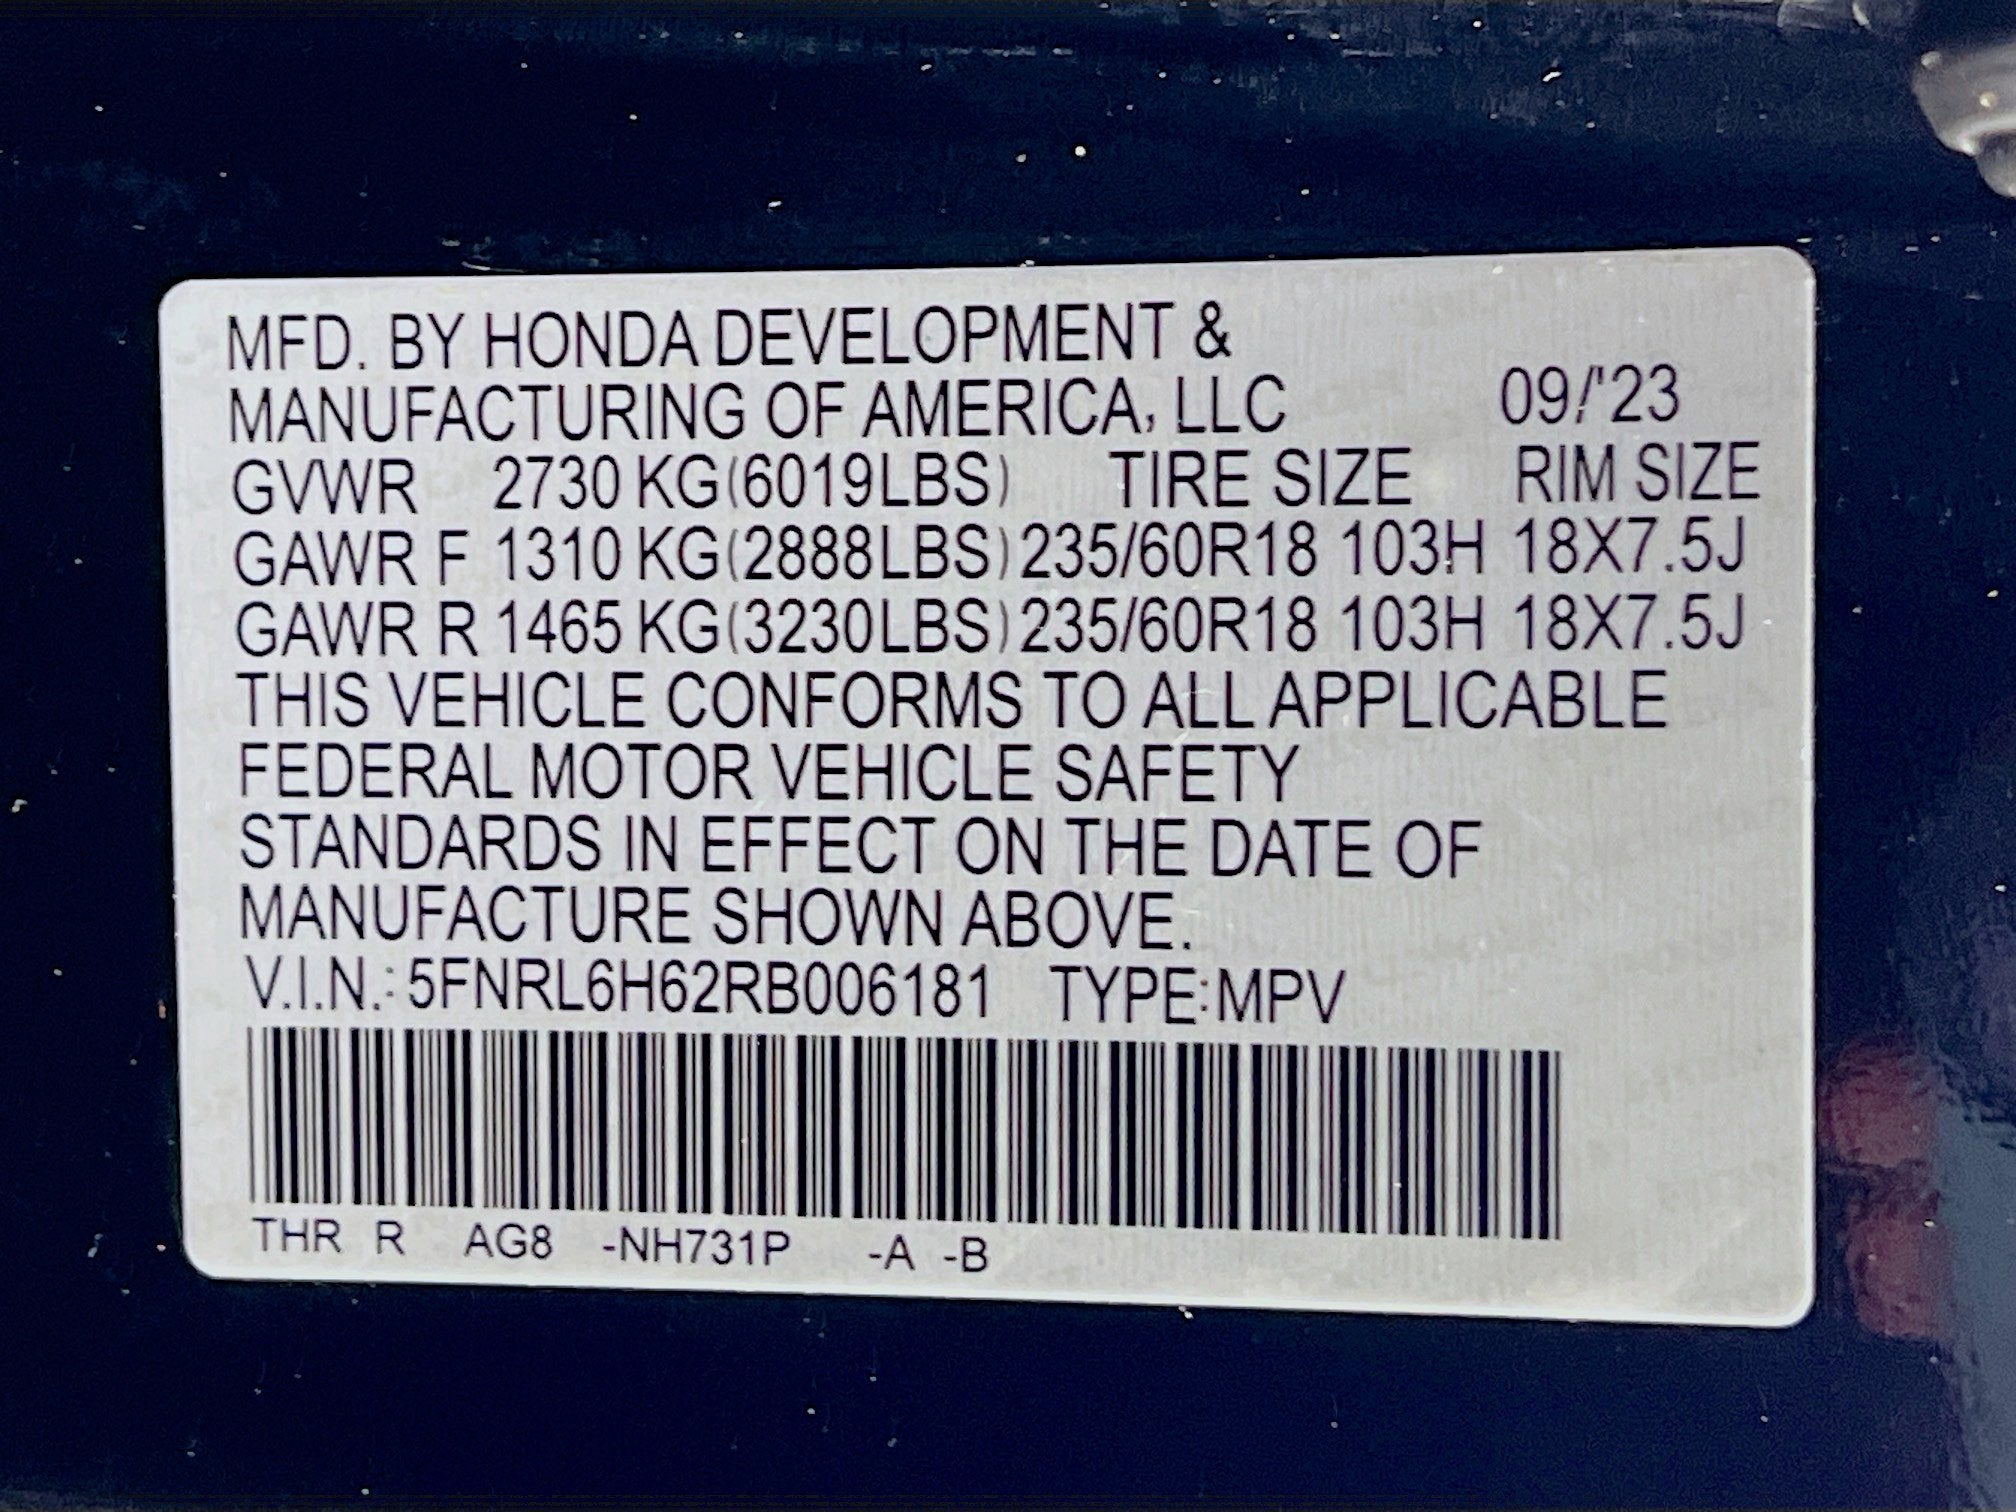 MFD. BY HONDA DEVELOPMENT &
MANUFACTURING OF AMERICA, LLC 09/'23
GVWR 2730 KG(6019LBS) TIRE SIZE RIM SIZE
GAWR F 1310 KG(2888LBS) 235/60R18 103H 18X7.5J
GAWR R 1465 KG(3230LBS) 235/60R18 103H 18X7.5J
THIS VEHICLE CONFORMS TO ALL APPLICABLE
FEDERAL MOTOR VEHICLE SAFETY
STANDARDS IN EFFECT ON THE DATE OF
MANUFACTURE SHOWN ABOVE.
V.I.N.: 5FNRL6H62RB006181 TYPE:MPV
THR R AG8 -NH731P -A -B